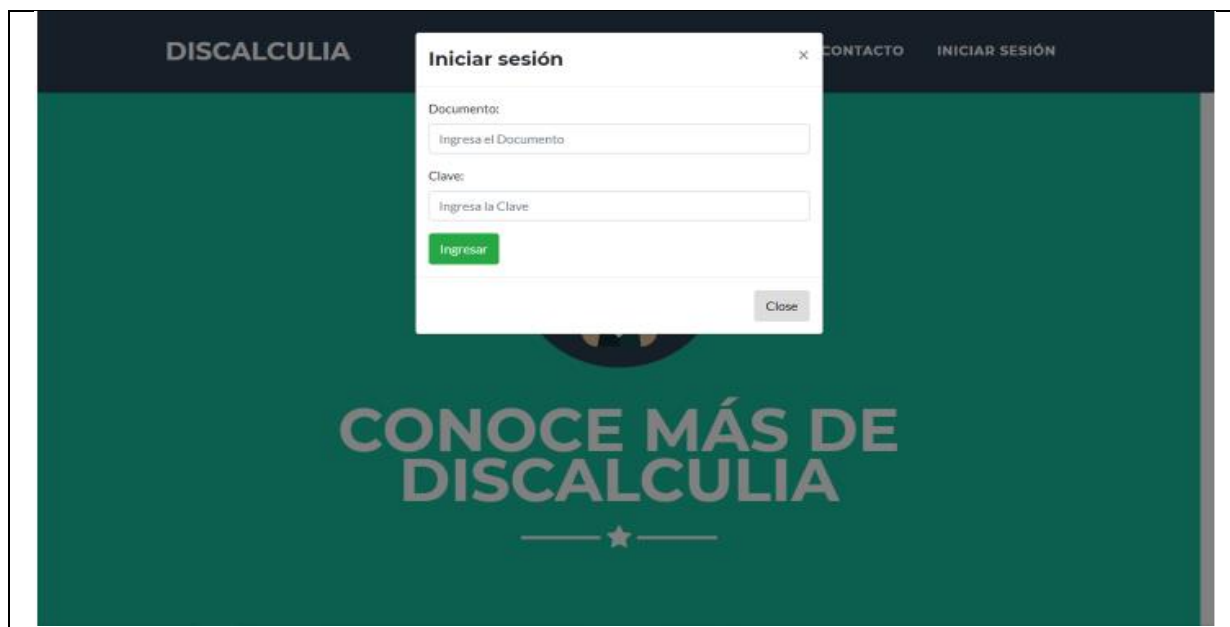 DISCALCULIA
CONTACTO
INICIAR SESIÓN
Iniciar sesión
×
Documento:
Ingresa el Documento
Clave:
Ingresa la Clave
Ingresar
Close
CONOCE MÁS DE
DISCALCULIA